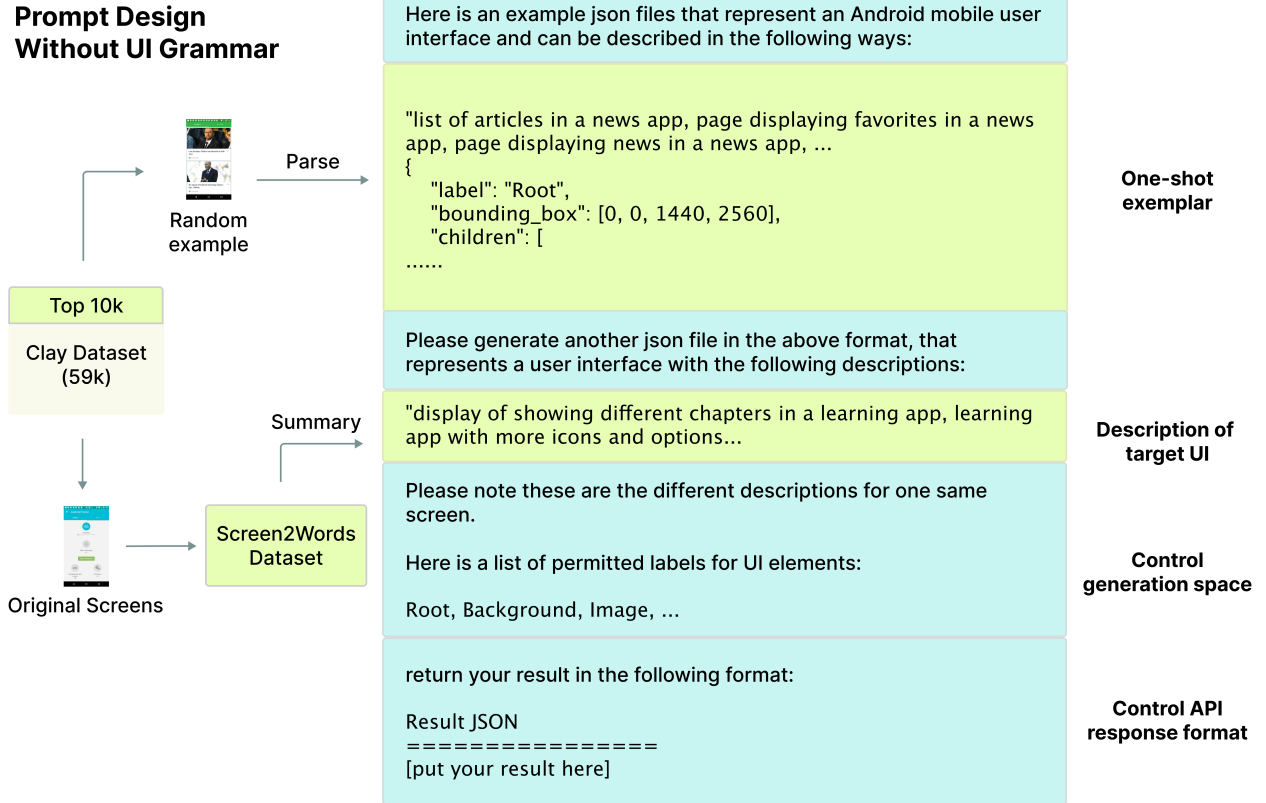 Prompt Design
Without UI Grammar
Here is an example json files that represent an Android mobile user
interface and can be described in the following ways:
"list of articles in a news app, page displaying favorites in a news
app, page displaying news in a news app, ...
{
"label": "Root",
"bounding_box": [0, 0, 1440, 2560],
"children": [
......
One-shot
exemplar
Parse
Random
example
Top 10k
Clay Dataset
(59k)
Please generate another json file in the above format, that
represents a user interface with the following descriptions:
Summary
"display of showing different chapters in a learning app, learning
app with more icons and options...
Description of
target UI
Original Screens
Screen2Words
Dataset
Please note these are the different descriptions for one same
screen.
Here is a list of permitted labels for UI elements:
Root, Background, Image, ...
Control
generation space
return your result in the following format:
Result JSON
================
[put your result here]
Control API
response format